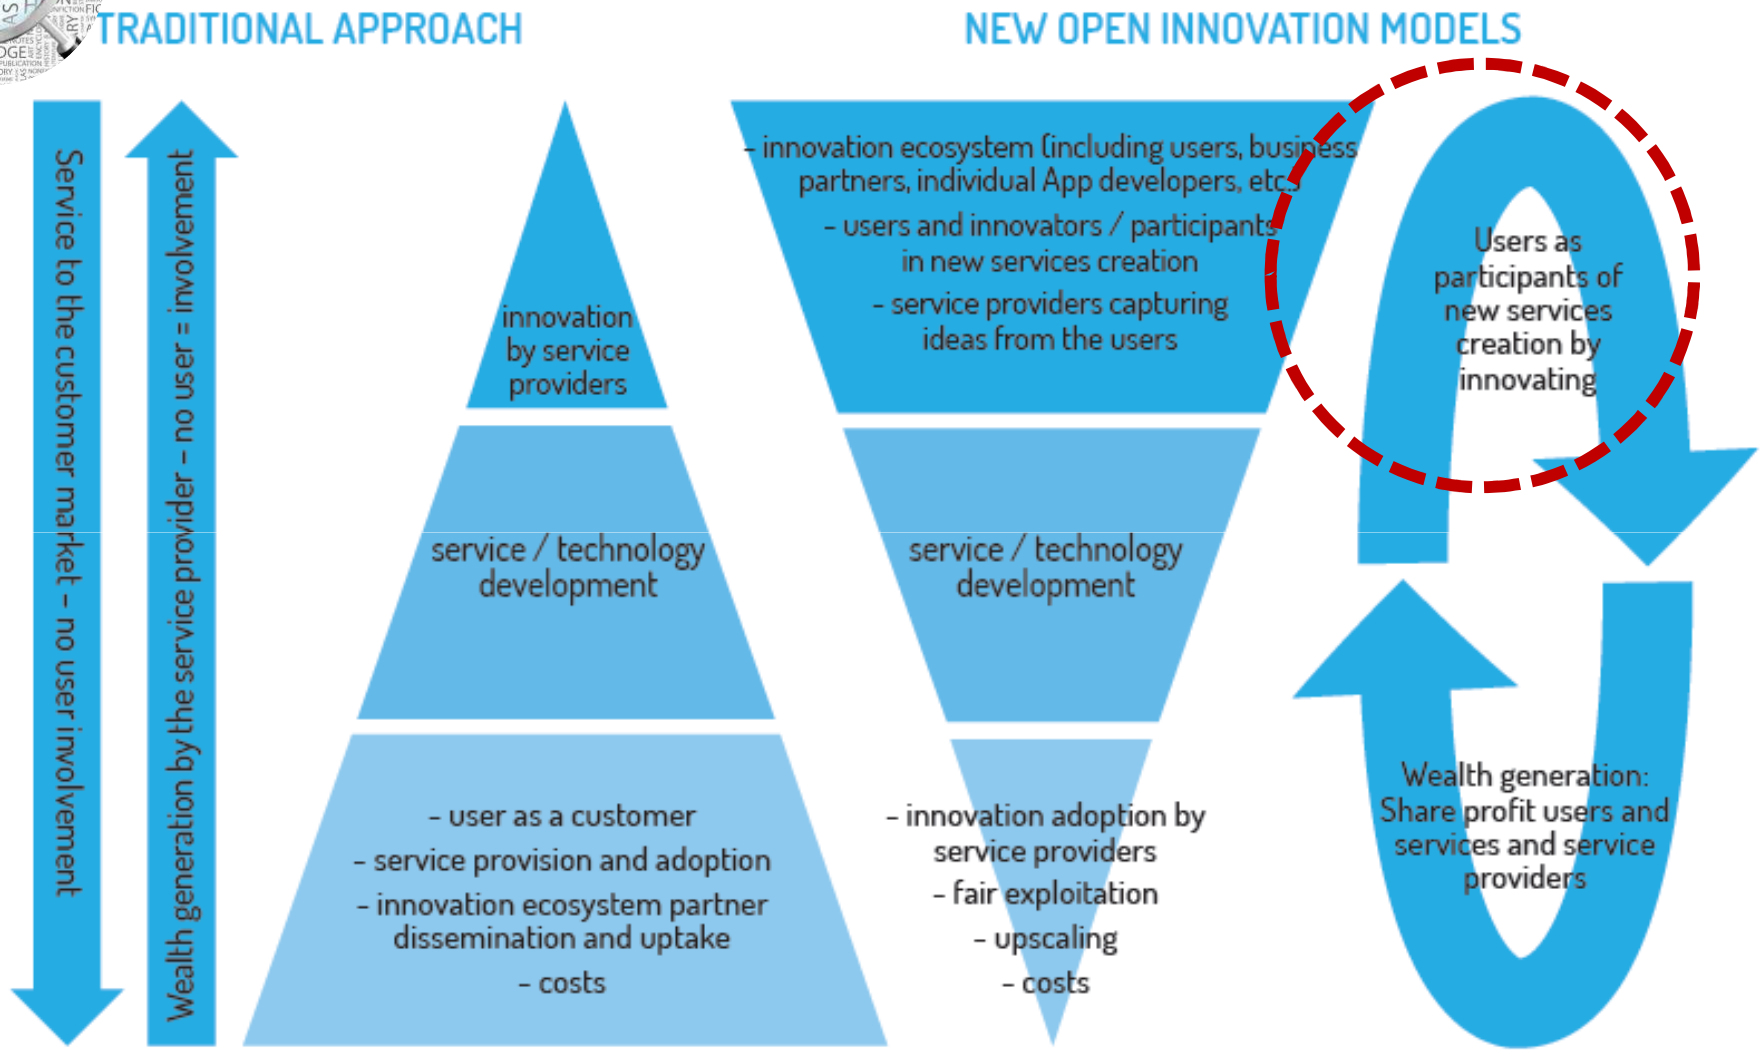 TRADITIONAL APPROACH
NEW OPEN INNOVATION MODELS
Service to the customer market – no user involvement
Wealth generation by the service provider – no user = involvement
innovation
by service
providers
service / technology
development
- user as a customer
- service provision and adoption
- innovation ecosystem partner
dissemination and uptake
- costs
- innovation ecosystem (including users, business
partners, individual App developers, etc.)
- users and innovators / participants
in new services creation
- service providers capturing
ideas from the users
service / technology
development
- innovation adoption by
service providers
- fair exploitation
- upscaling
- costs
Users as
participants of
new services
creation by
innovating
Wealth generation:
Share profit users and
services and service
providers